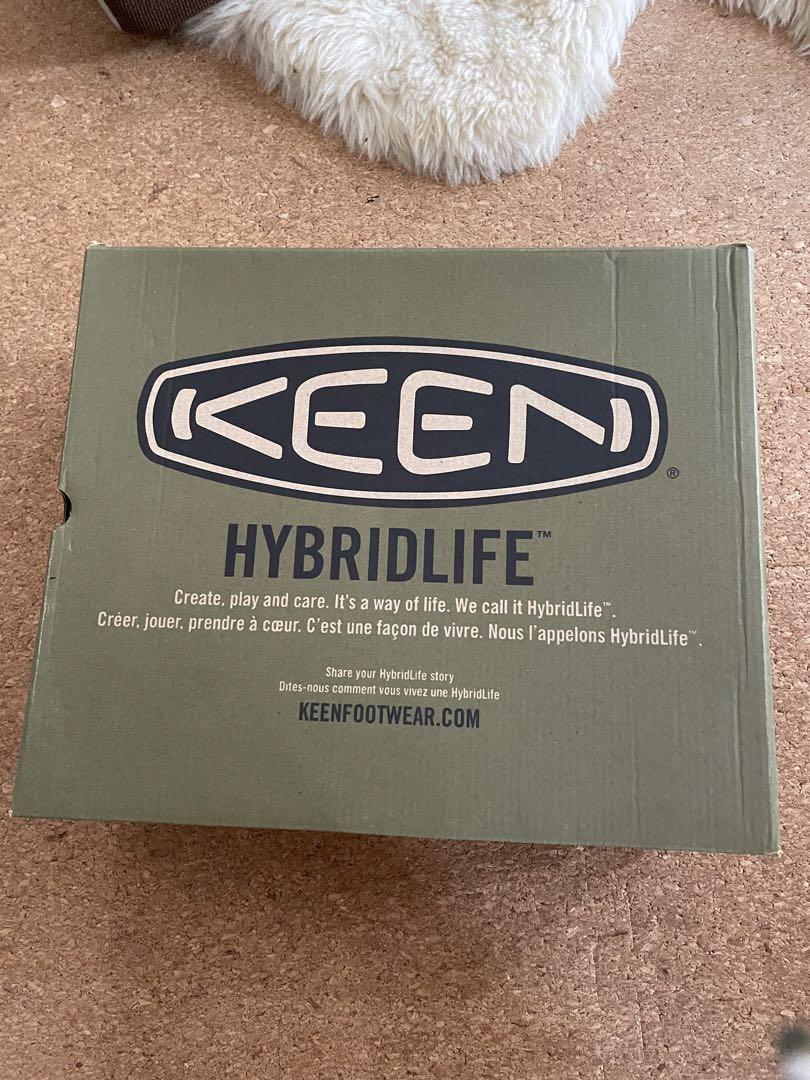 KEEN
®
HYBRIDLIFE™
Create, play and care. It's a way of life. We call it HybridLife™.
Créer, jouer, prendre à cœur. C'est une façon de vivre. Nous l'appelons HybridLife™.
Share your HybridLife story
Dites-nous comment vous vivez une HybridLife
KEENFOOTWEAR.COM